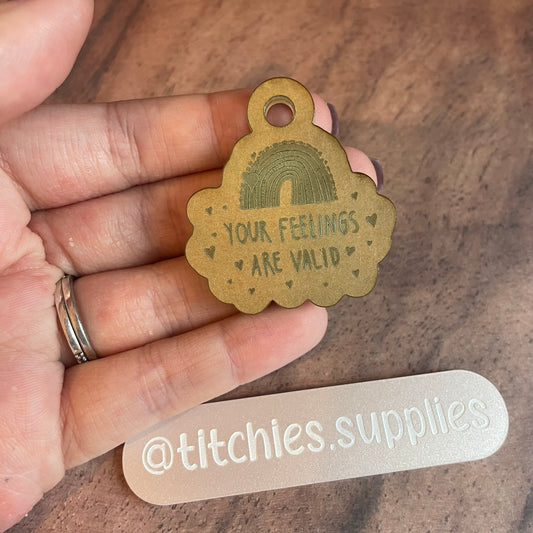 YOUR FEELINGS
ARE VALID
@titchies.supplies